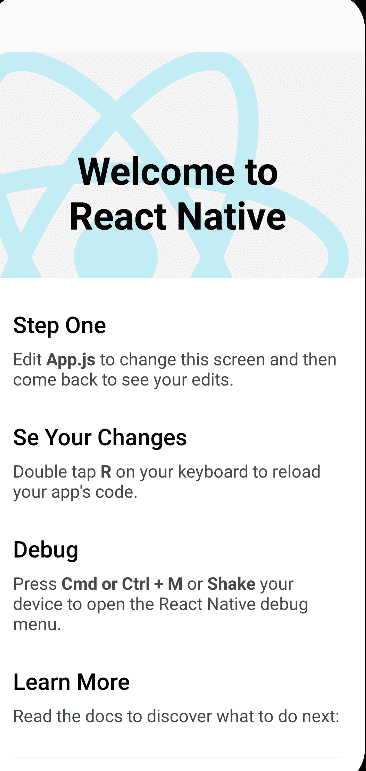 Welcome to
React Native
Step One
Edit App.js to change this screen and then
come back to see your edits.
Se Your Changes
Double tap R on your keyboard to reload
your app's code.
Debug
Press Cmd or Ctrl + M or Shake your
device to open the React Native debug
menu.
Learn More
Read the docs to discover what to do next: